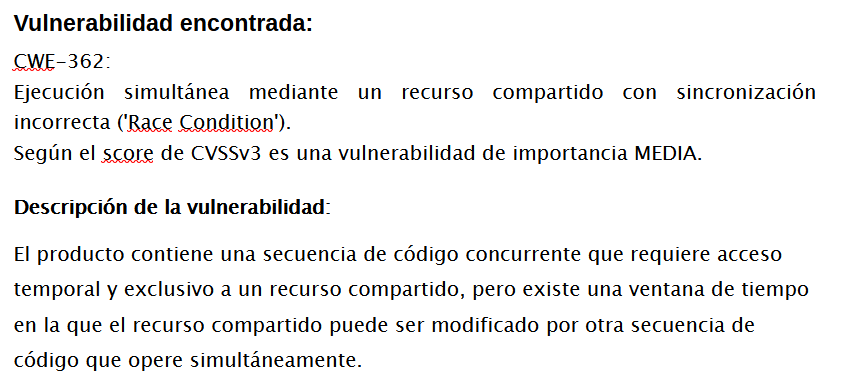 Vulnerabilidad encontrada:
CWE-362:
Ejecución simultánea mediante un recurso compartido con sincronización
incorrecta ('Race Condition').
Según el score de CVSSv3 es una vulnerabilidad de importancia MEDIA.
Descripción de la vulnerabilidad:
El producto contiene una secuencia de código concurrente que requiere acceso
temporal y exclusivo a un recurso compartido, pero existe una ventana de tiempo
en la que el recurso compartido puede ser modificado por otra secuencia de
código que opere simultáneamente.